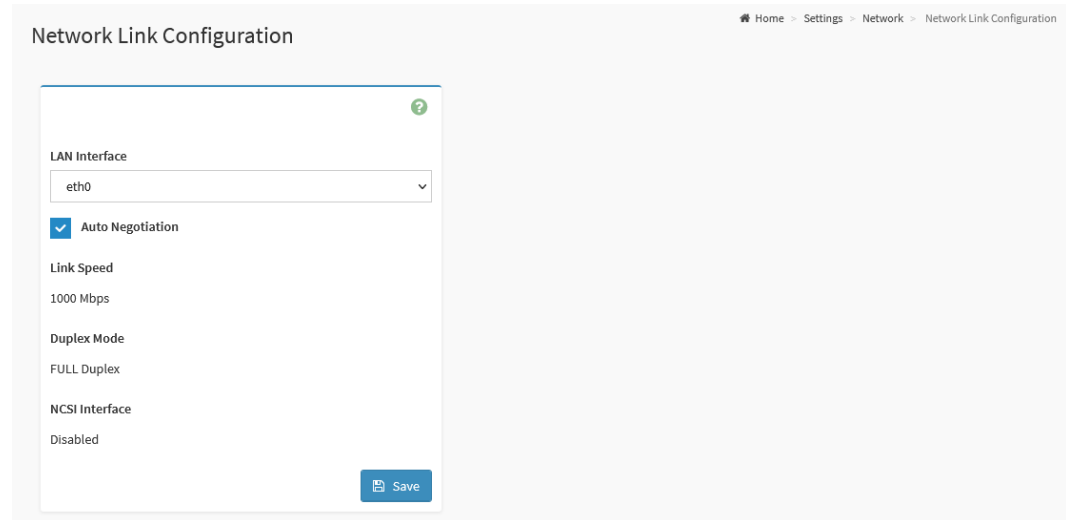 Home > Settings > Network > Network Link Configuration
Network Link Configuration
?
LAN Interface
eth0
Auto Negotiation
Link Speed
1000 Mbps
Duplex Mode
FULL Duplex
NCSI Interface
Disabled
Save